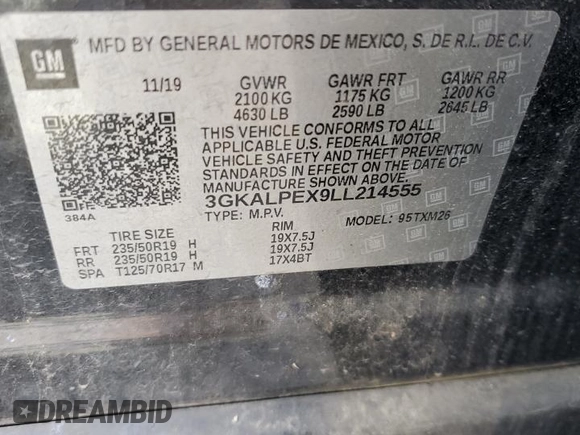 GM
MFD BY GENERAL MOTORS DE MEXICO, S. DE R.L. DE C.V.
11/19 GVWR GAWR FRT GAWR RR
2100 KG 1175 KG 1200 KG
4630 LB 2590 LB 2645 LB
THIS VEHICLE CONFORMS TO ALL
APPLICABLE U.S. FEDERAL MOTOR
VEHICLE SAFETY AND THEFT PREVENTION
STANDARDS IN EFFECT ON THE DATE OF
MANUFACTURE SHOWN ABOVE.
384A
3GKALPEX9LL214555
TYPE: M.P.V. MODEL: 95TXM26
TIRE SIZE RIM
FRT 235/50R19 H 19X7.5J
RR 235/50R19 H 19X7.5J
SPA T125/70R17 M 17X4BT
DREAMBID